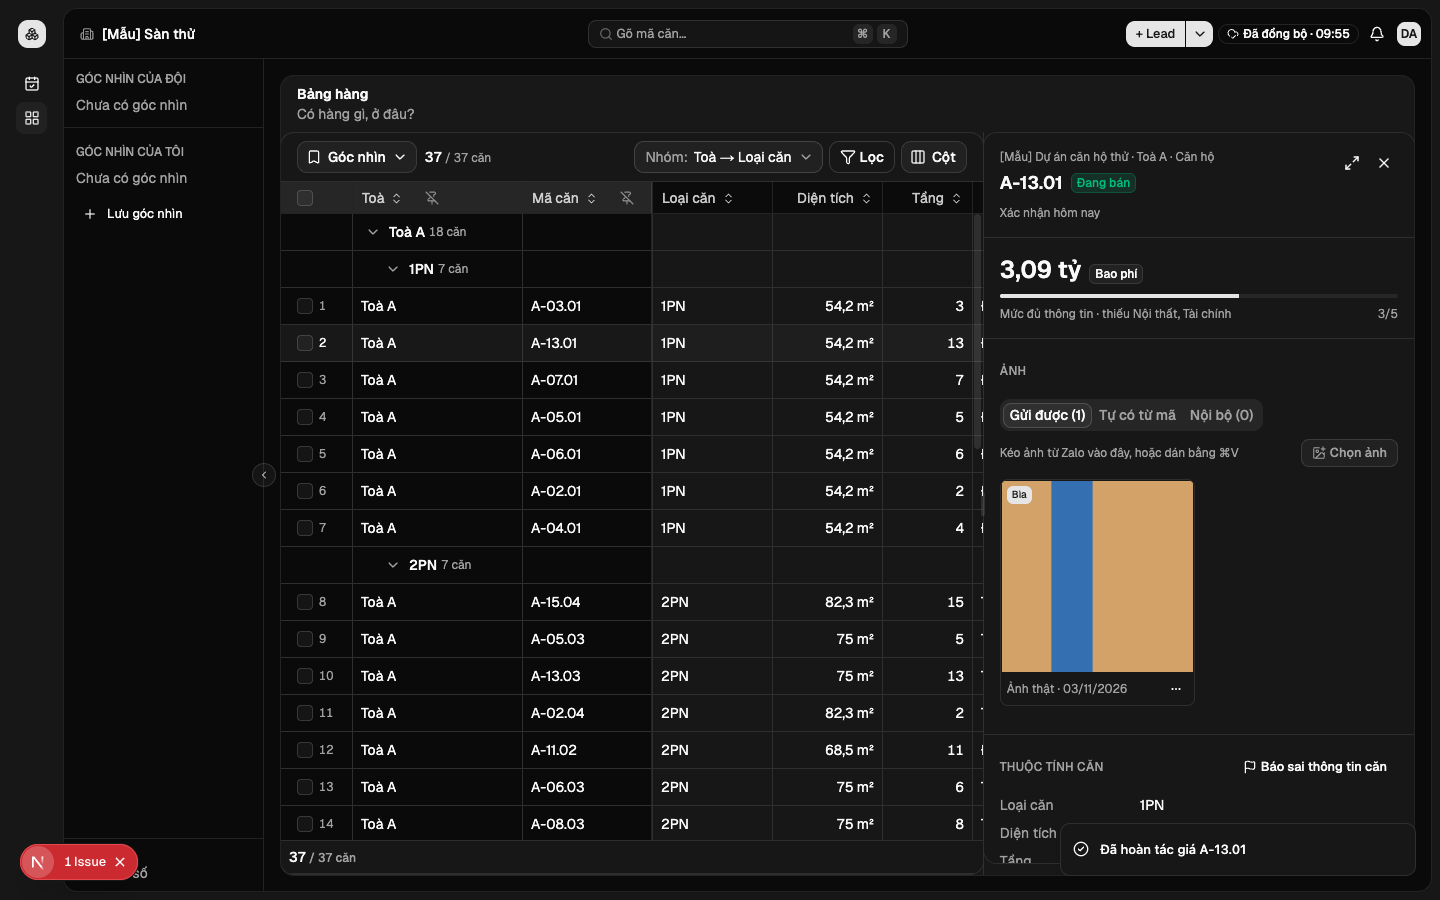 [Mẫu] Sàn thử
Gõ mã căn...
⌘ K
+ Lead
Đã đồng bộ · 09:55
DA
GÓC NHÌN CỦA ĐỘI
Chưa có góc nhìn
GÓC NHÌN CỦA TÔI
Chưa có góc nhìn
Lưu góc nhìn
số
1 Issue
Bảng hàng
Có hàng gì, ở đâu?
Góc nhìn
37 / 37 căn
Nhóm: Toà → Loại căn
Lọc
Cột
Toà Mã căn Loại căn Diện tích Tầng
Toà A 18 căn
1PN 7 căn
1 Toà A A-03.01 1PN 54,2 m² 3
2 Toà A A-13.01 1PN 54,2 m² 13
3 Toà A A-07.01 1PN 54,2 m² 7
4 Toà A A-05.01 1PN 54,2 m² 5
5 Toà A A-06.01 1PN 54,2 m² 6
6 Toà A A-02.01 1PN 54,2 m² 2
7 Toà A A-04.01 1PN 54,2 m² 4
2PN 7 căn
8 Toà A A-15.04 2PN 82,3 m² 15
9 Toà A A-05.03 2PN 75 m² 5
10 Toà A A-13.03 2PN 75 m² 13
11 Toà A A-02.04 2PN 82,3 m² 2
12 Toà A A-11.02 2PN 68,5 m² 11
13 Toà A A-06.03 2PN 75 m² 6
14 Toà A A-08.03 2PN 75 m² 8
37 / 37 căn
[Mẫu] Dự án căn hộ thử · Toà A · Căn hộ
A-13.01 Đang bán
Xác nhận hôm nay
3,09 tỷ Bao phí
Mức đủ thông tin · thiếu Nội thất, Tài chính 3/5
ẢNH
Gửi được (1) Tự có từ mã Nội bộ (0)
Kéo ảnh từ Zalo vào đây, hoặc dán bằng ⌘V
Chọn ảnh
Bìa
Ảnh thật · 03/11/2026
THUỘC TÍNH CĂN
Báo sai thông tin căn
Loại căn 1PN
Diện tích
Tầng
Đã hoàn tác giá A-13.01